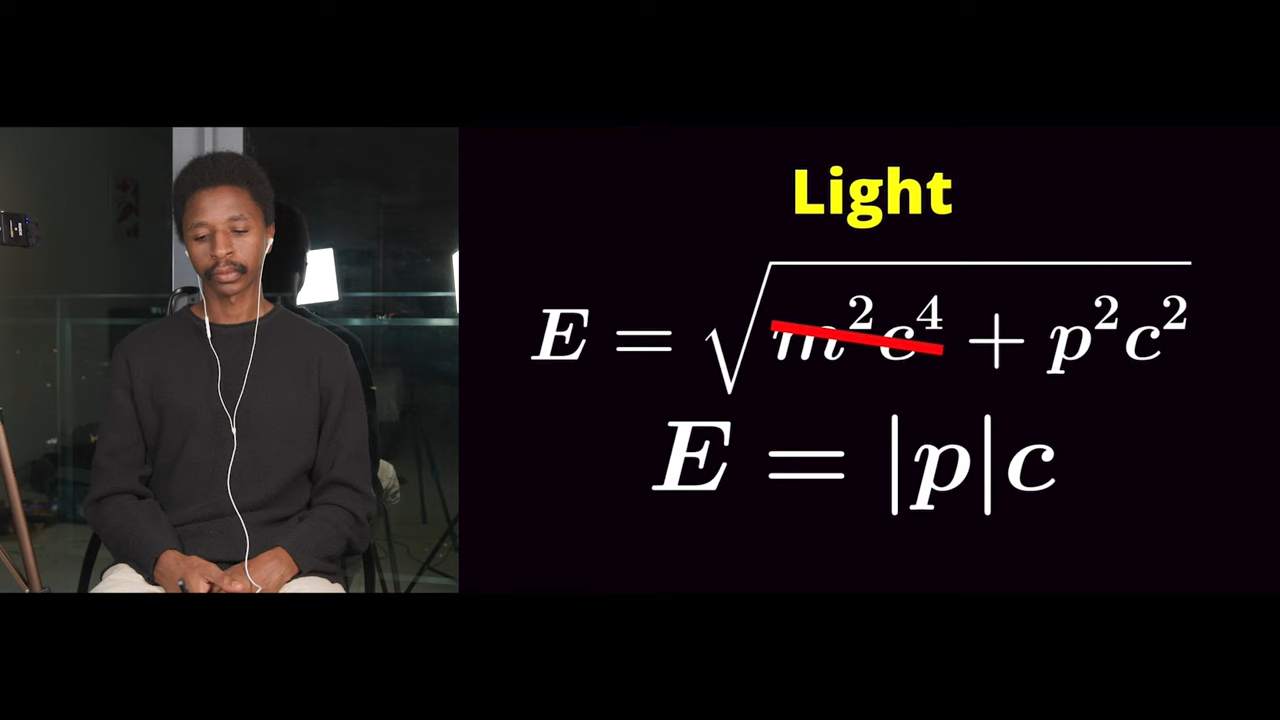 Light
E = √m²c⁴ + p²c²
E = |p|c